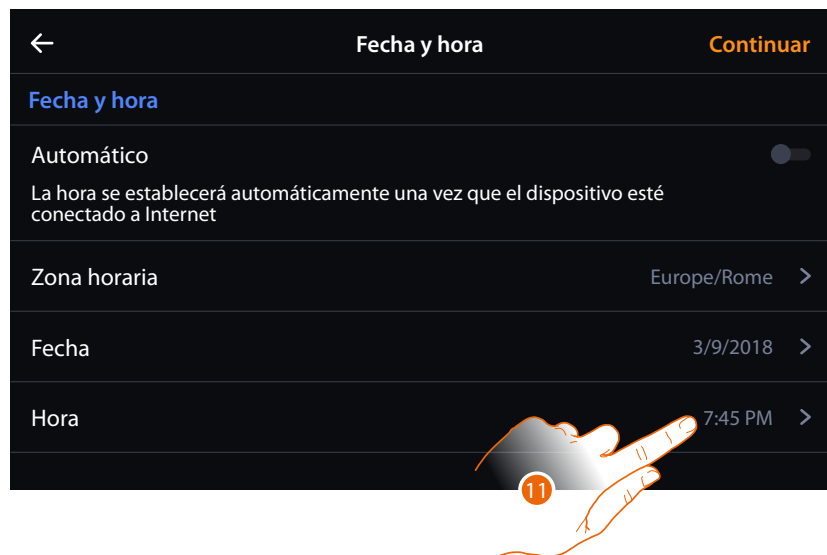 Fecha y hora
Continuar
Fecha y hora
Automático
La hora se establecerá automáticamente una vez que el dispositivo esté
conectado a Internet
Zona horaria
Europe/Rome
Fecha
3/9/2018
Hora
7:45 PM
11